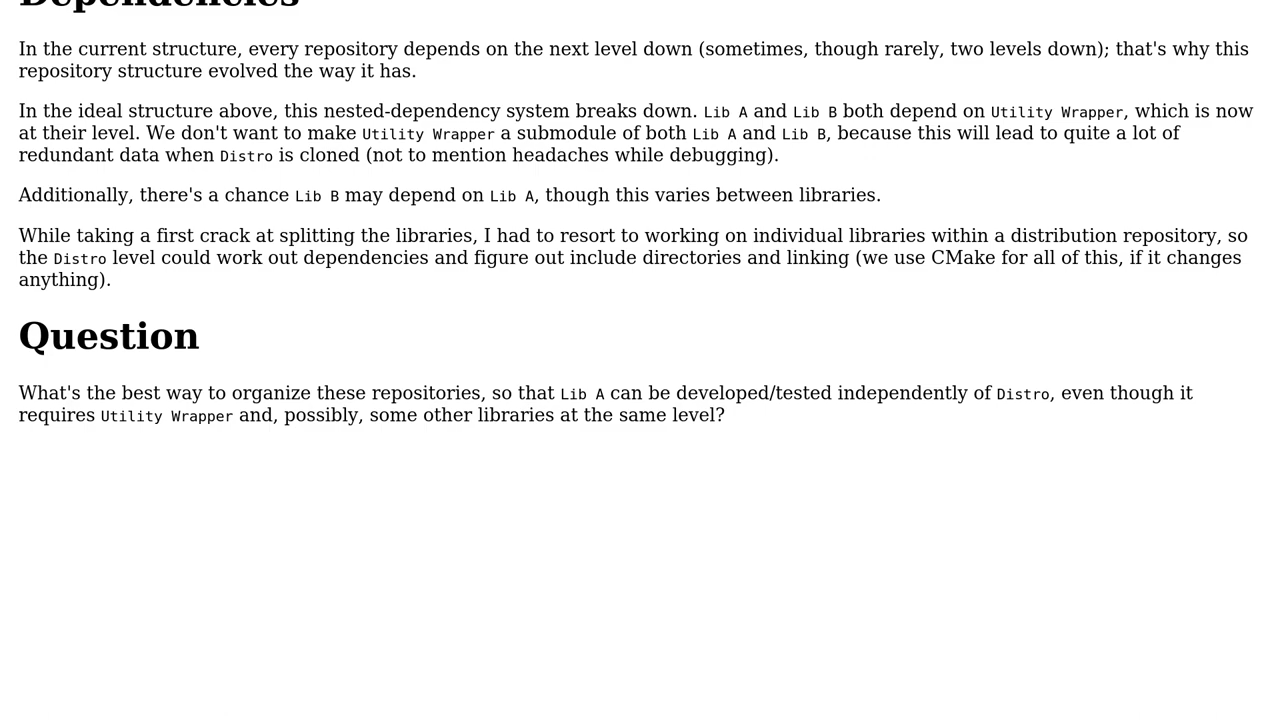 Dependencies
In the current structure, every repository depends on the next level down (sometimes, though rarely, two levels down); that's why this
repository structure evolved the way it has.
In the ideal structure above, this nested-dependency system breaks down. Lib A and Lib B both depend on Utility Wrapper, which is now
at their level. We don't want to make Utility Wrapper a submodule of both Lib A and Lib B, because this will lead to quite a lot of
redundant data when Distro is cloned (not to mention headaches while debugging).
Additionally, there's a chance Lib B may depend on Lib A, though this varies between libraries.
While taking a first crack at splitting the libraries, I had to resort to working on individual libraries within a distribution repository, so
the Distro level could work out dependencies and figure out include directories and linking (we use CMake for all of this, if it changes
anything).
Question
What's the best way to organize these repositories, so that Lib A can be developed/tested independently of Distro, even though it
requires Utility Wrapper and, possibly, some other libraries at the same level?